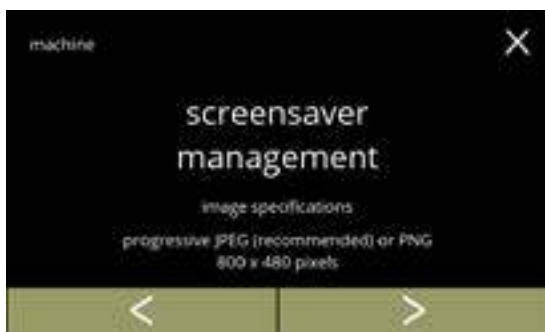 machine
X
screensaver
management
image specifications
progressive JPEG (recommended) or PNG
800 x 480 pixels
< >